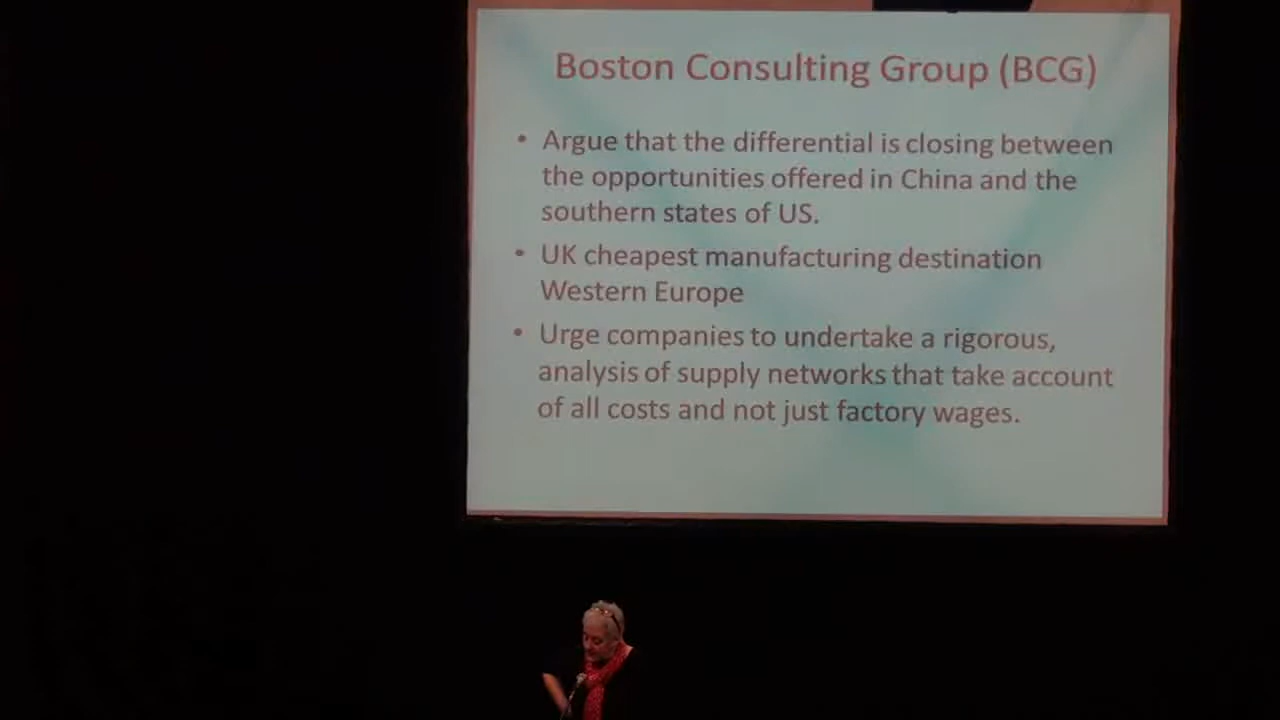 Boston Consulting Group (BCG)
• Argue that the differential is closing between
the opportunities offered in China and the
southern states of US.
• UK cheapest manufacturing destination
Western Europe
• Urge companies to undertake a rigorous,
analysis of supply networks that take account
of all costs and not just factory wages.